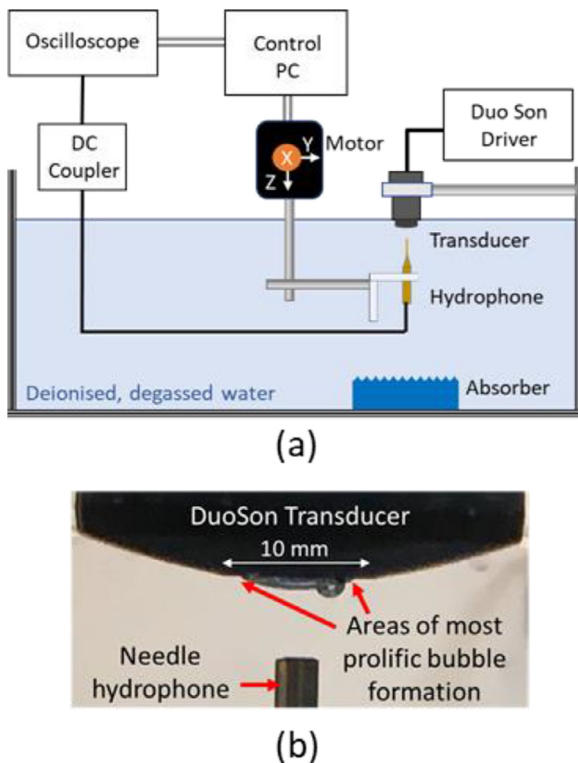 Oscilloscope
Control
PC
Duo Son
Driver
DC
Coupler
Motor
X
Y
Z
Transducer
Hydrophone
Deionised, degassed water
Absorber
(a)
DuoSon Transducer
10 mm
Areas of most
prolific bubble
formation
Needle
hydrophone
(b)